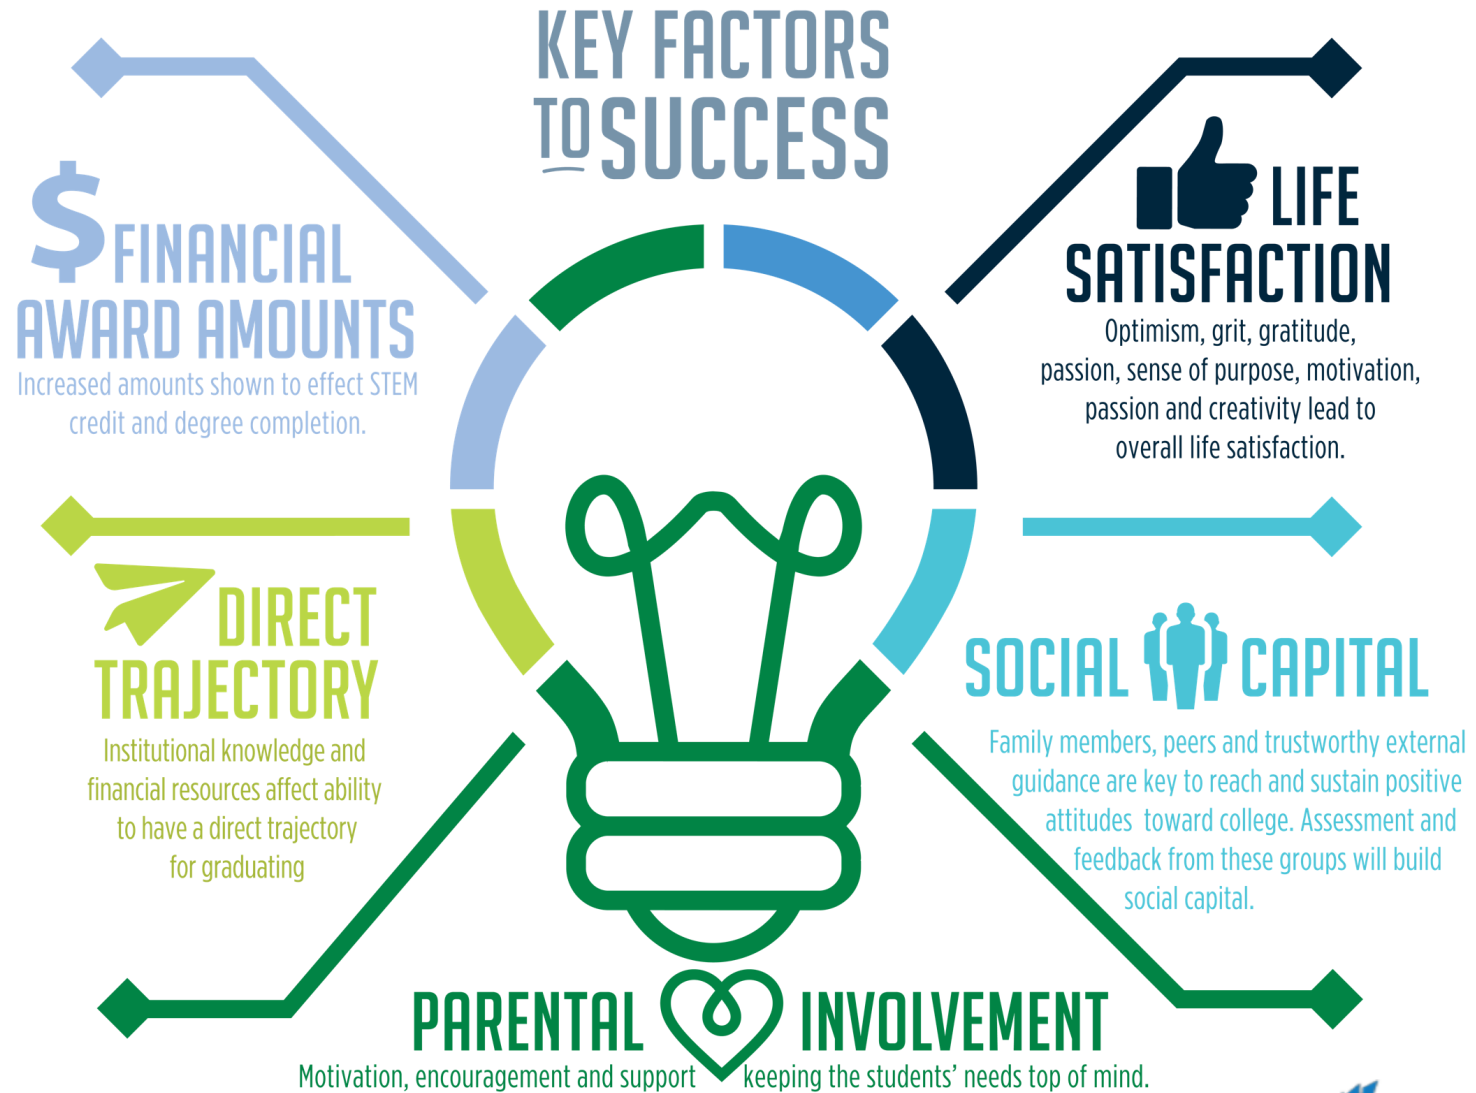 KEY FACTORS
TO SUCCESS
$ FINANCIAL
AWARD AMOUNTS
Increased amounts shown to effect STEM
credit and degree completion.
LIFE
SATISFACTION
Optimism, grit, gratitude,
passion, sense of purpose, motivation,
passion and creativity lead to
overall life satisfaction.
DIRECT
TRAJECTORY
Institutional knowledge and
financial resources affect ability
to have a direct trajectory
for graduating
SOCIAL CAPITAL
Family members, peers and trustworthy external
guidance are key to reach and sustain positive
attitudes toward college. Assessment and
feedback from these groups will build
social capital.
PARENTAL INVOLVEMENT
Motivation, encouragement and support keeping the students' needs top of mind.